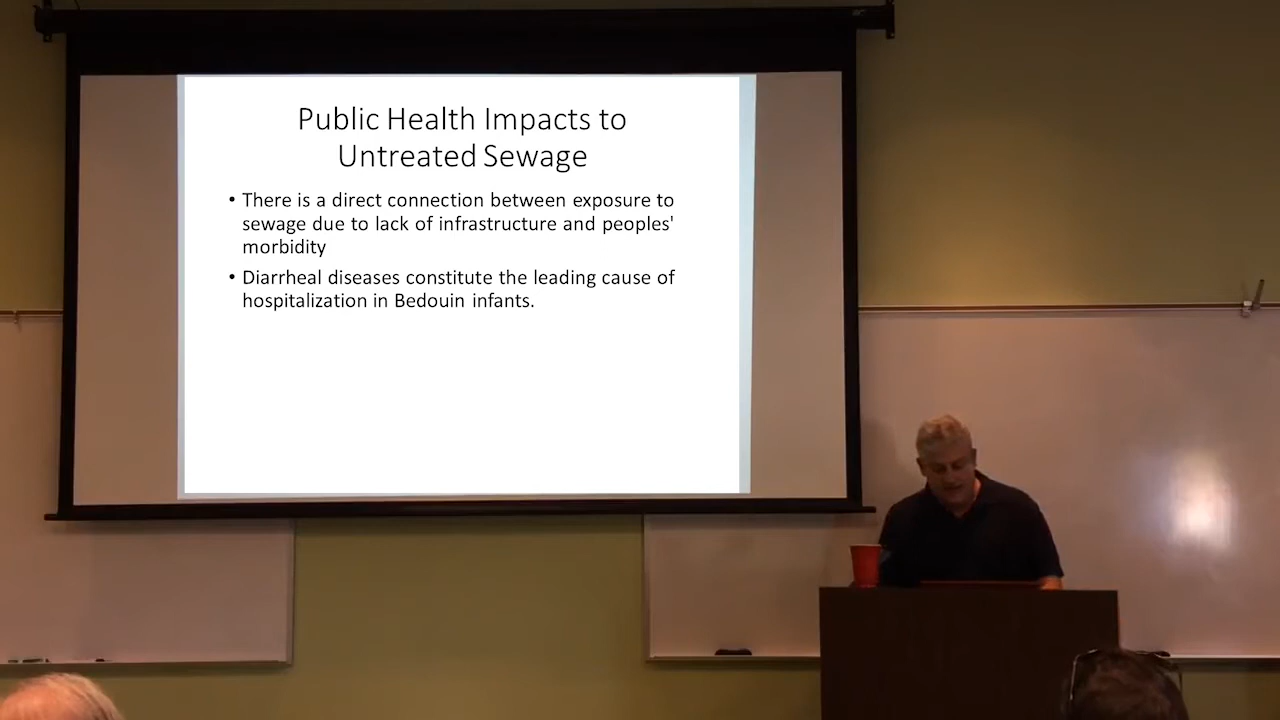 Public Health Impacts to
Untreated Sewage
• There is a direct connection between exposure to
sewage due to lack of infrastructure and peoples'
morbidity
• Diarrheal diseases constitute the leading cause of
hospitalization in Bedouin infants.